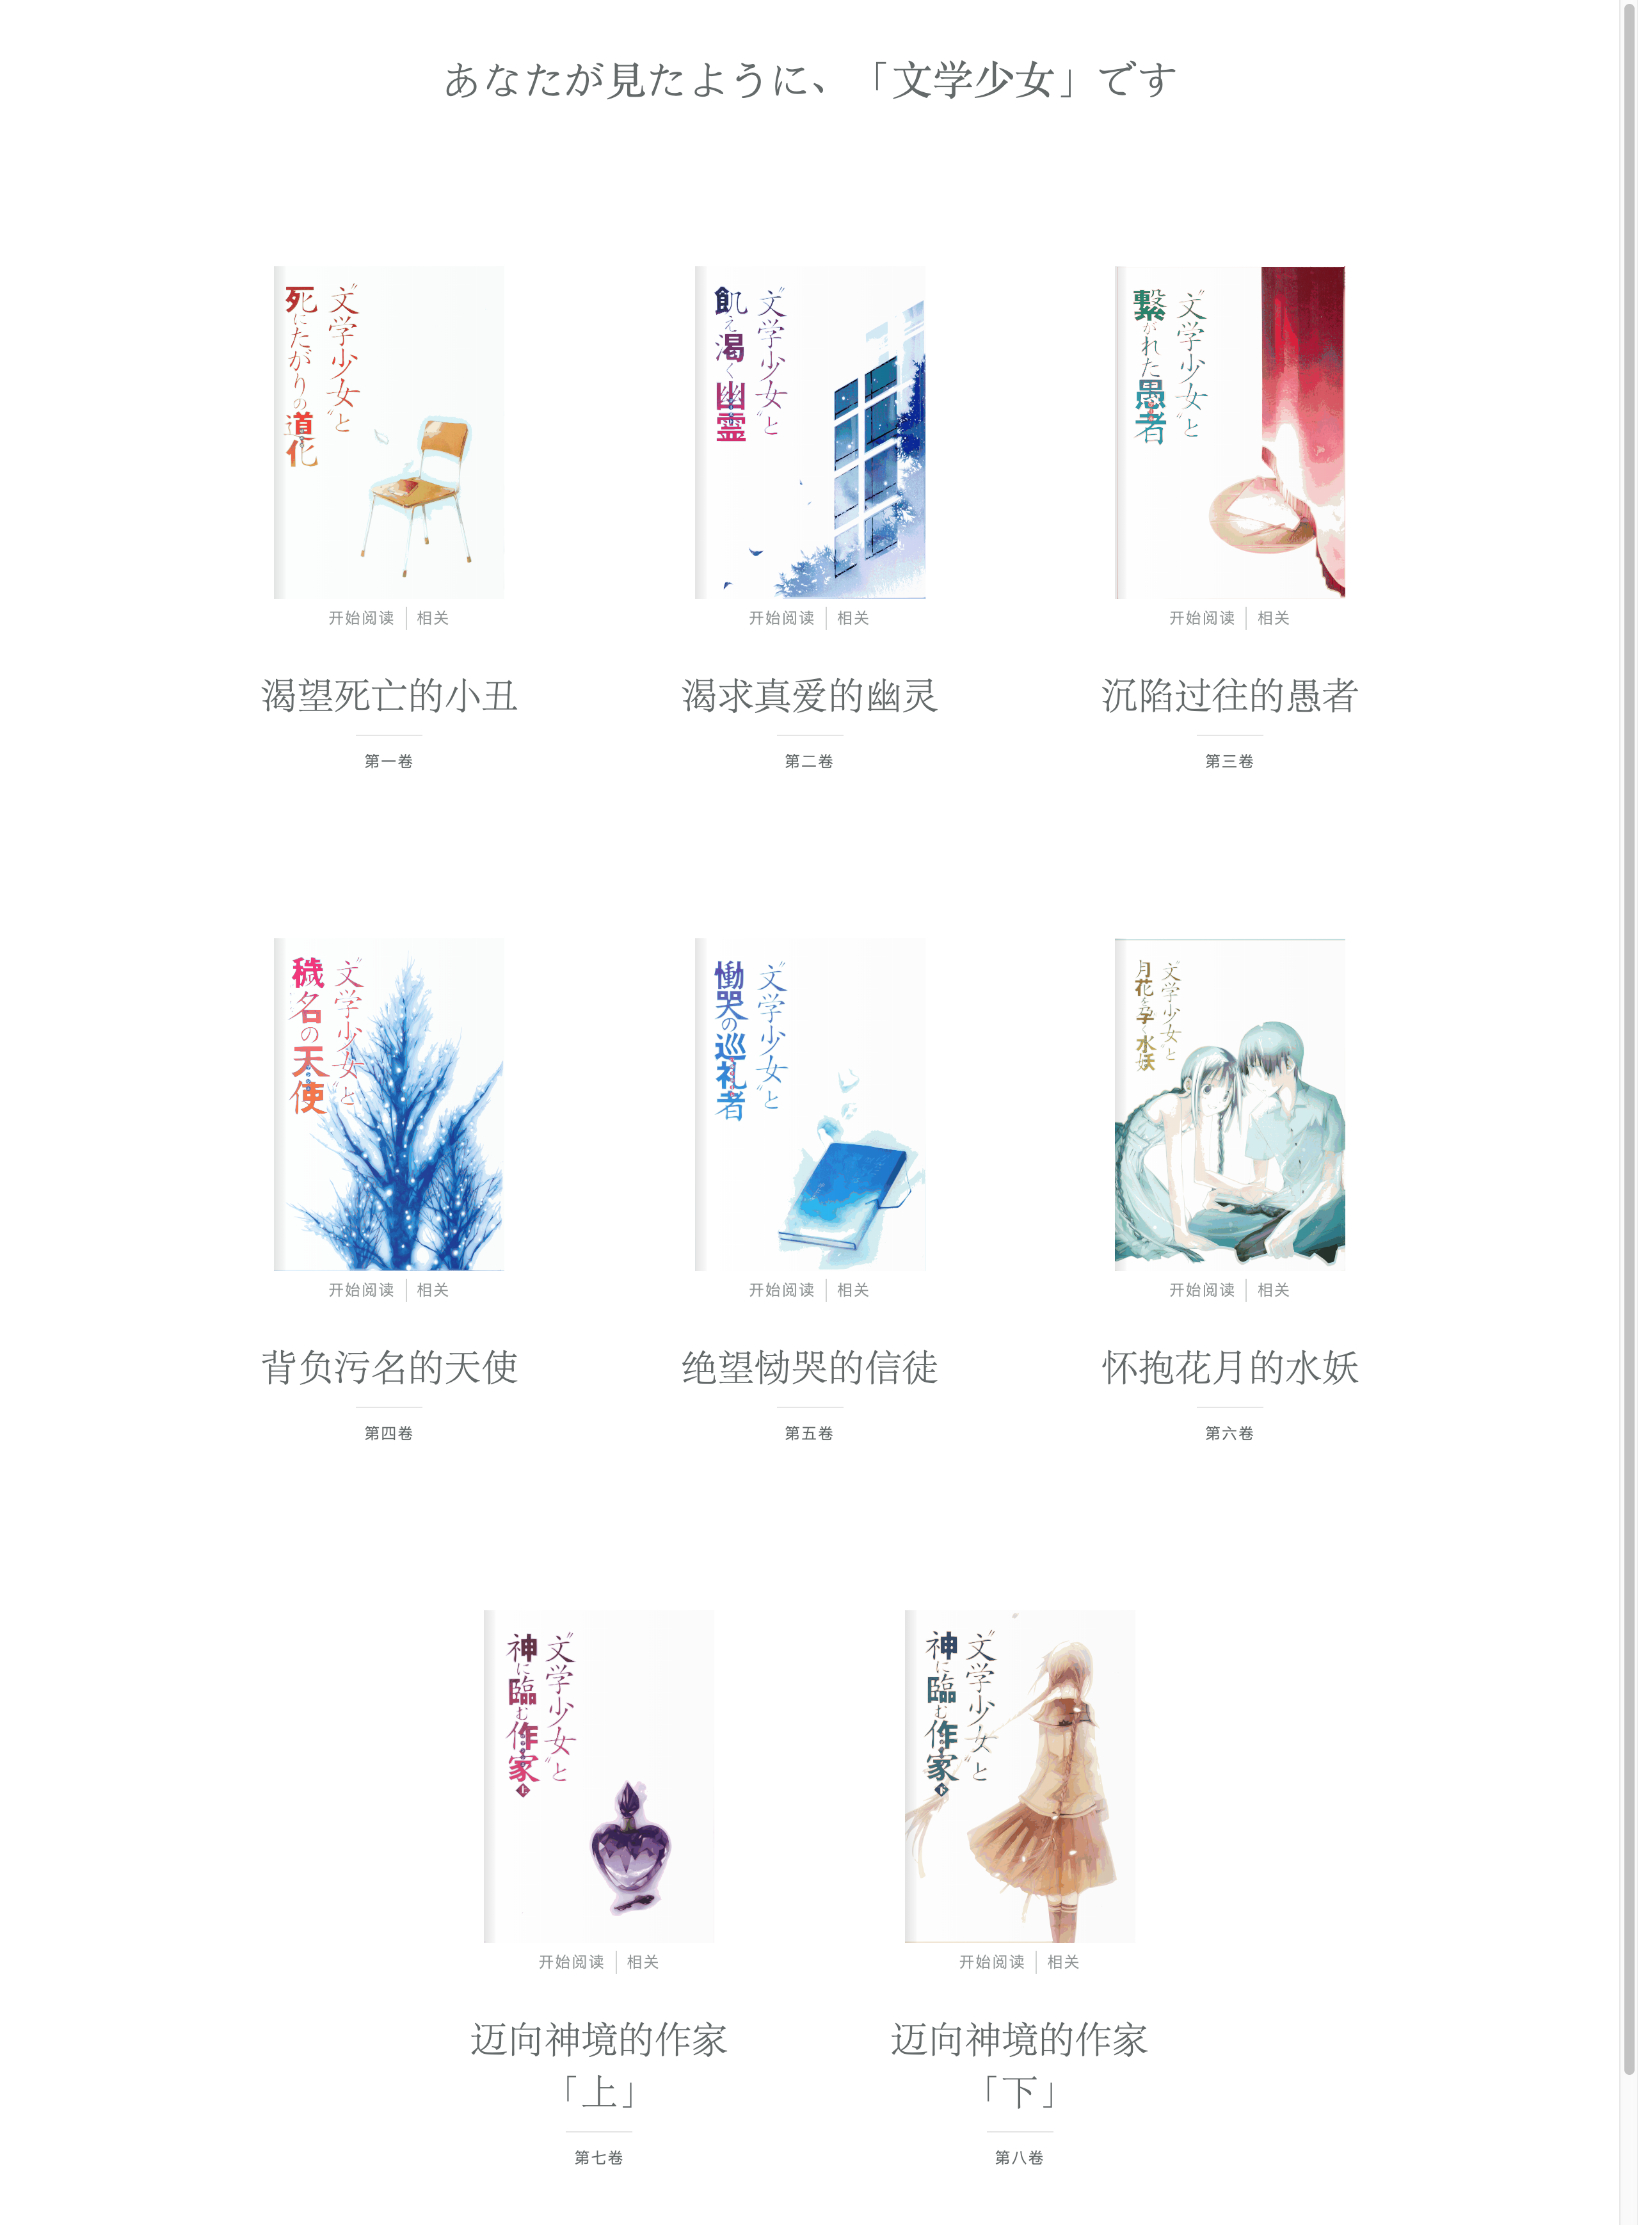 あなたが見たように、「文学少女」です
"文学少女"と
死にたがりの道化
開始阅读 | 相关
渴望死亡的小丑
第一卷
"文学少女"と
飢え渇く幽霊
开始阅读 | 相关
渴求真爱的幽灵
第二卷
"文学少女"と
繋がれた愚者
开始阅读 | 相关
沉陷过往的愚者
第三卷
"文学少女"と
穢名の天使
开始阅读 | 相关
背负污名的天使
第四卷
"文学少女"と
慟哭の巡礼者
开始阅读 | 相关
绝望恸哭的信徒
第五卷
"文学少女"と
月花を孕く水妖
开始阅读 | 相关
怀抱花月的水妖
第六卷
"文学少女"と
神に臨む作家 上
开始阅读 | 相关
迈向神境的作家
「上」
第七卷
"文学少女"と
神に臨む作家 下
开始阅读 | 相关
迈向神境的作家
「下」
第八卷